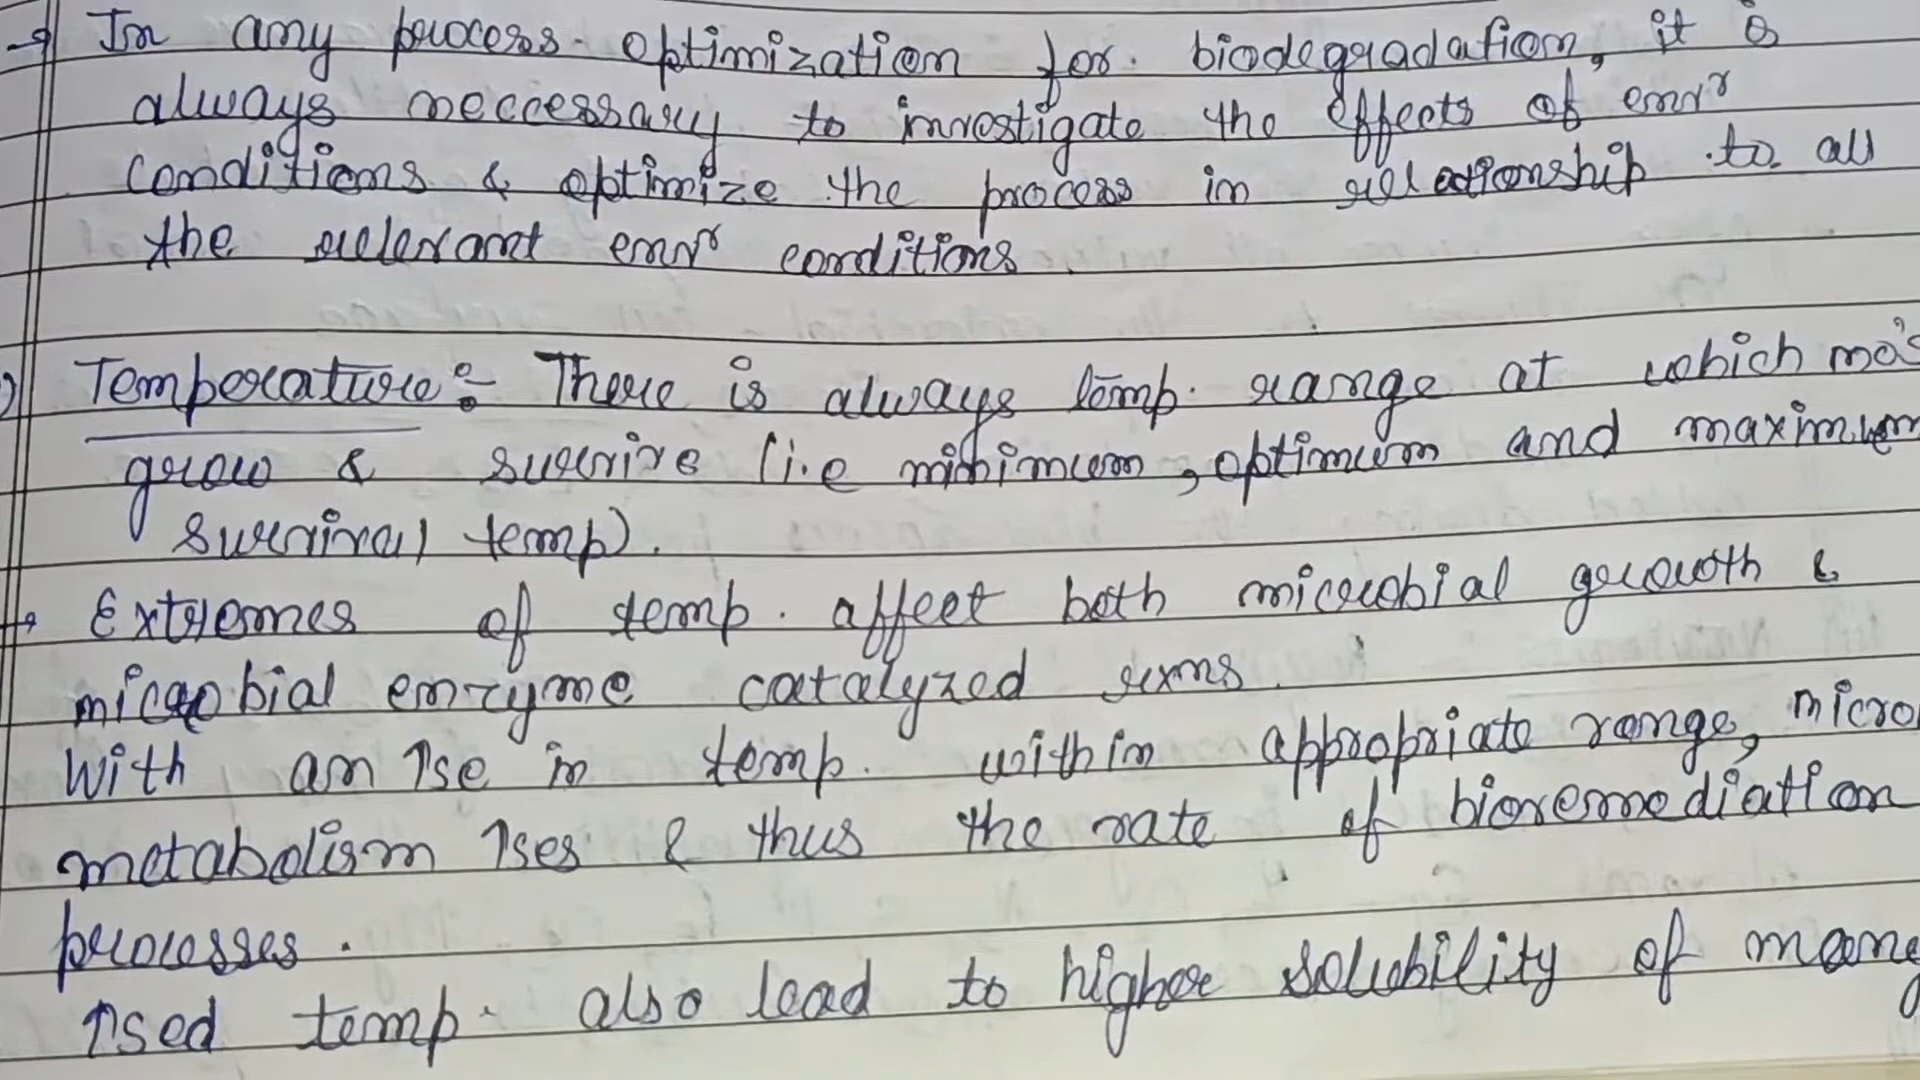 → In any process optimization for biodegradation, it is
always neccessary to investigate the effects of envr
conditions & optimize the process in relationship to all
the relevant envr conditions.
Temperature:- There is always temp. range at which mo's
grow & survive (i.e minimum, optimum and maximum
survival temp).
→ Extremes of temp. affect both microbial growth &
microbial enzyme catalyzed rxns.
With an ↑se in temp. within appropriate range, micro
metabolism ↑ses & thus the rate of bioremediation
processes.
↑sed temp. also lead to higher solubility of many